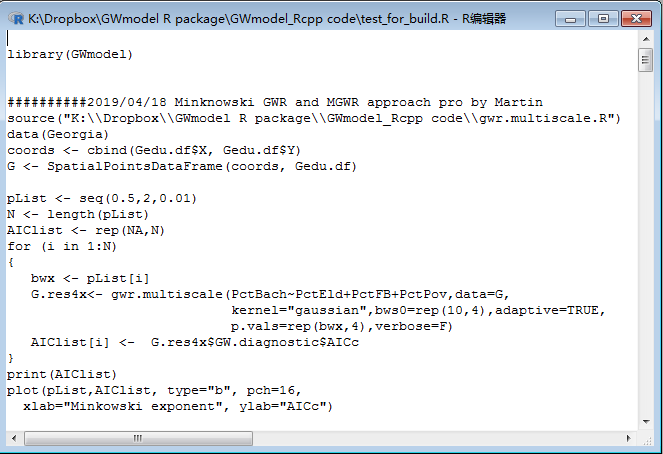 K:\Dropbox\GWmodel R package\GWmodel_Rcpp code\test_for_build.R - R编辑器
library(GWmodel)
##########2019/04/18 Minknowski GWR and MGWR approach pro by Martin
source("K:\\Dropbox\\GWmodel R package\\GWmodel_Rcpp code\\gwr.multiscale.R")
data(Georgia)
coords <- cbind(Gedu.df$X, Gedu.df$Y)
G <- SpatialPointsDataFrame(coords, Gedu.df)
pList <- seq(0.5,2,0.01)
N <- length(pList)
AIClist <- rep(NA,N)
for (i in 1:N)
{
   bwx <- pList[i]
   G.res4x<- gwr.multiscale(PctBach~PctEld+PctFB+PctPov,data=G,
                            kernel="gaussian",bws0=rep(10,4),adaptive=TRUE,
                            p.vals=rep(bwx,4),verbose=F)
   AIClist[i] <-  G.res4x$GW.diagnostic$AICc
}
print(AIClist)
plot(pList,AIClist, type="b", pch=16,
  xlab="Minkowski exponent", ylab="AICc")